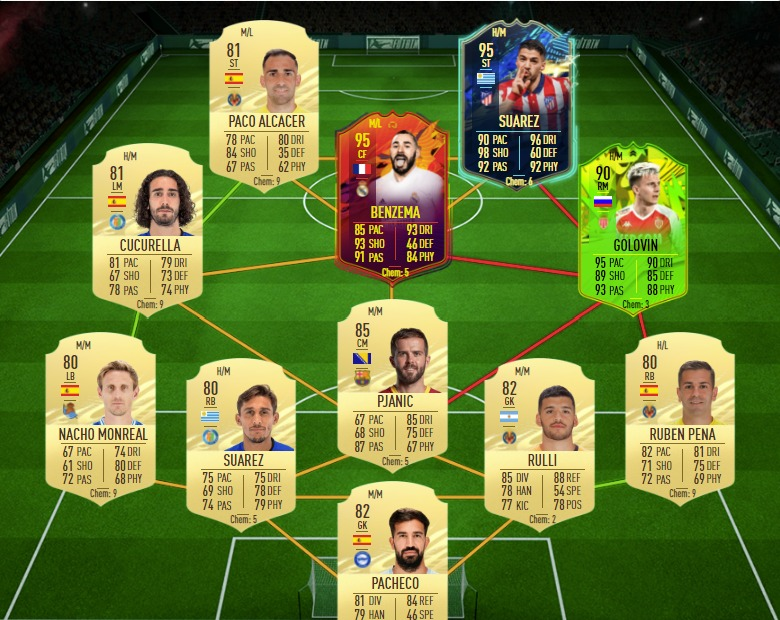 M/L
81
ST
PACO ALCACER
78 PAC 80 DRI
84 SHO 35 DEF
67 PAS 62 PHY
Chem: 9
H/M
95
ST
SUAREZ
90 PAC 96 DRI
98 SHO 60 DEF
92 PAS 92 PHY
Chem: 6
M/L
95
CF
BENZEMA
85 PAC 93 DRI
93 SHO 46 DEF
91 PAS 84 PHY
Chem: 5
H/M
81
LM
CUCURELLA
81 PAC 79 DRI
67 SHO 73 DEF
78 PAS 74 PHY
Chem: 9
H/M
90
RM
GOLOVIN
95 PAC 90 DRI
89 SHO 85 DEF
93 PAS 88 PHY
Chem: 3
M/M
85
CM
PJANIC
67 PAC 85 DRI
68 SHO 75 DEF
87 PAS 67 PHY
Chem: 5
M/M
80
LB
NACHO MONREAL
67 PAC 74 DRI
61 SHO 80 DEF
72 PAS 68 PHY
Chem: 9
H/M
80
RB
SUAREZ
75 PAC 75 DRI
69 SHO 78 DEF
74 PAS 79 PHY
Chem: 5
M/M
82
GK
RULLI
85 DIV 88 REF
78 HAN 54 SPE
77 KIC 78 POS
Chem: 2
H/L
80
RB
RUBEN PENA
82 PAC 81 DRI
71 SHO 75 DEF
72 PAS 69 PHY
Chem: 9
M/M
82
GK
PACHECO
81 DIV 84 REF
79 HAN 46 SPE